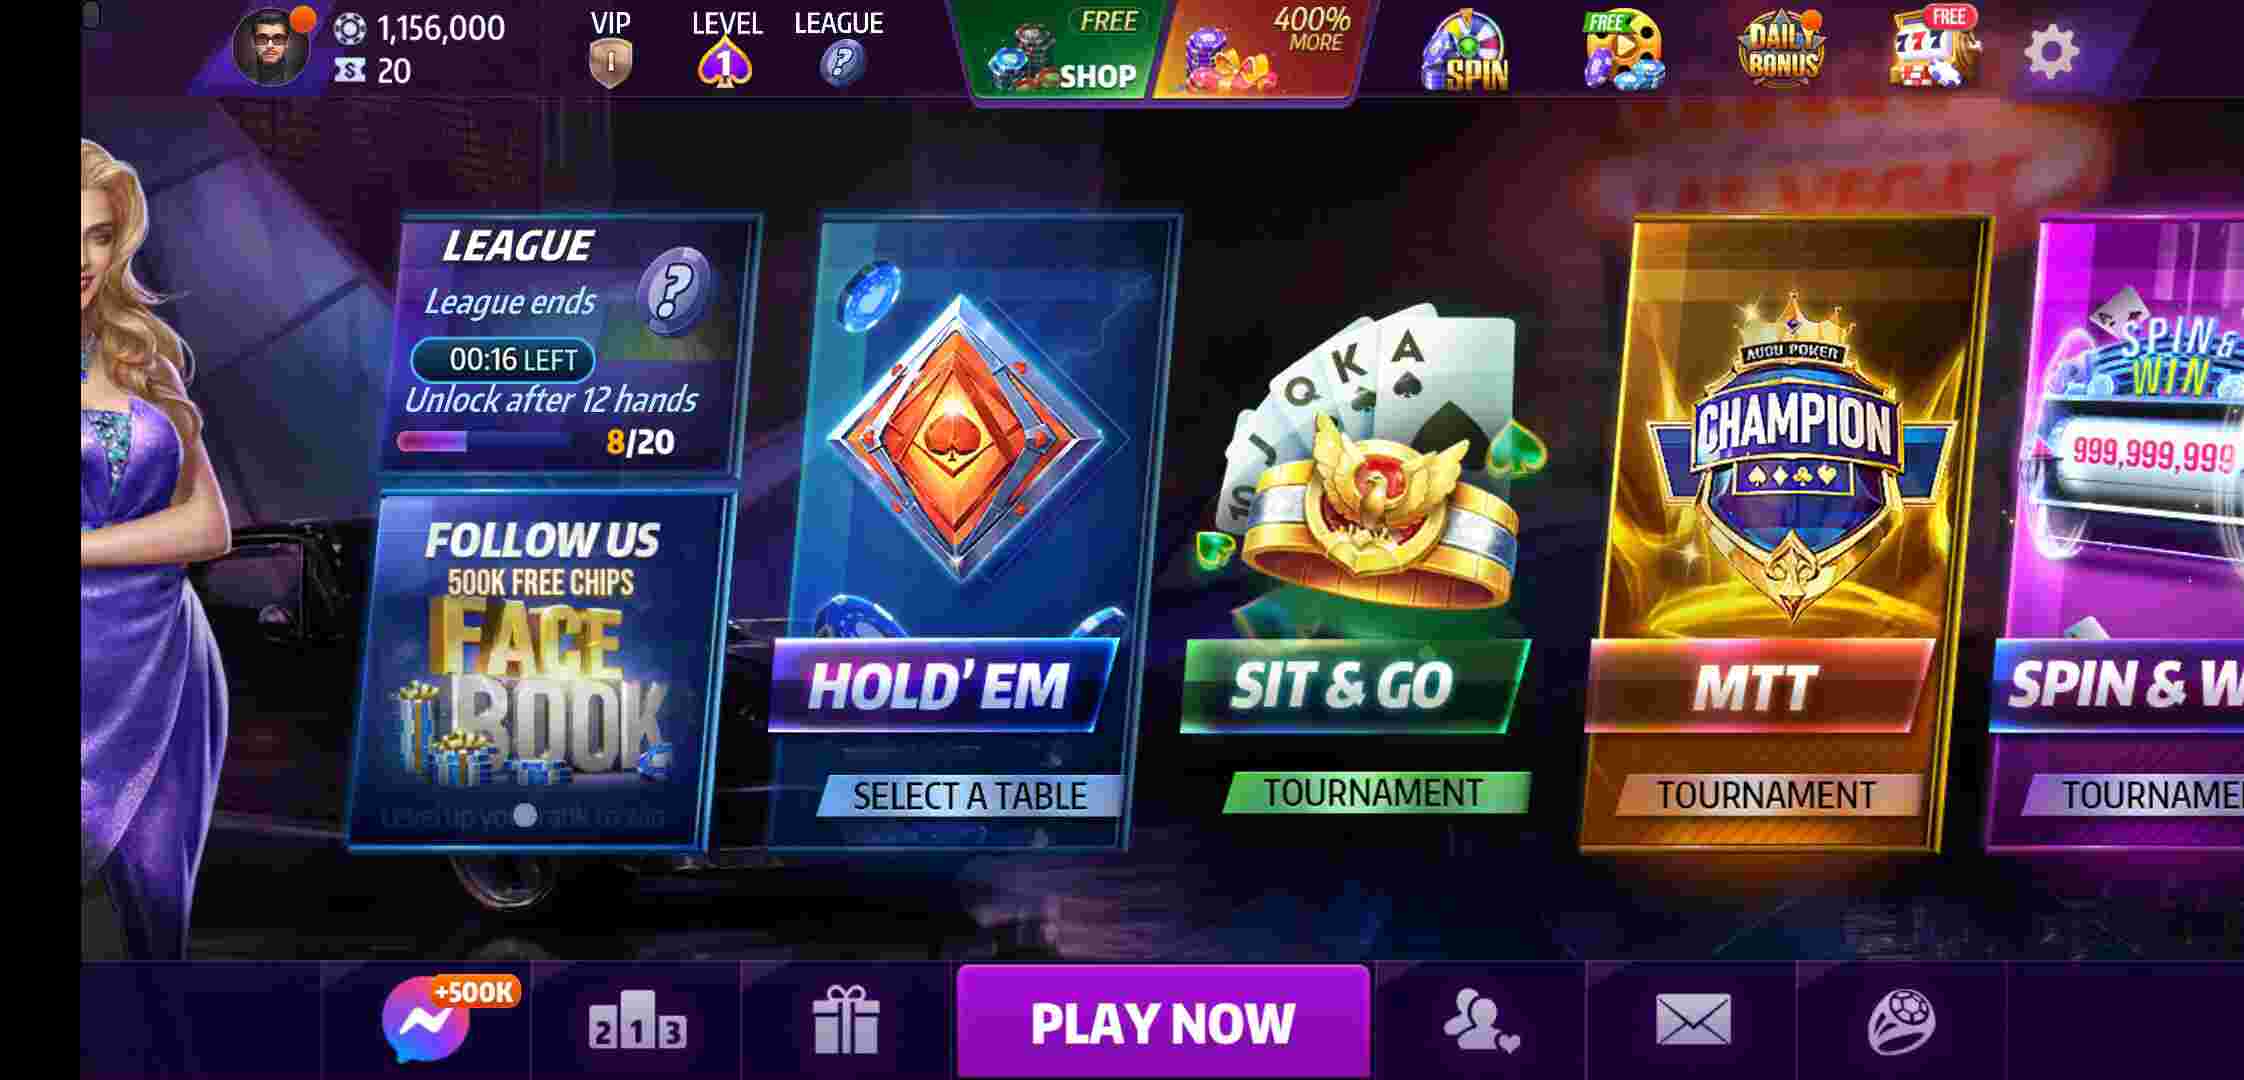 1,156,000
20
VIP
LEVEL
1
LEAGUE
?
FREE
SHOP
400%
MORE
SPIN
FREE
DAILY
BONUS
FREE
777
LEAGUE
League ends
00:16 LEFT
Unlock after 12 hands
8/20
?
FOLLOW US
500K FREE CHIPS
FACE
BOOK
Level up yo
HOLD' EM
SELECT A TABLE
10 J Q K A
SIT & GO
TOURNAMENT
CHAMPION
MTT
TOURNAMENT
SPIN &
WIN
999,999,999
SPIN & W
TOURNAME
+500K
2 1 3
PLAY NOW